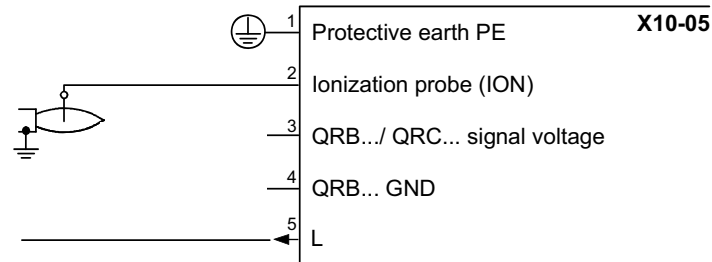 X10-05
1 Protective earth PE
2 Ionization probe (ION)
3 QRB.../ QRC... signal voltage
4 QRB... GND
5 L